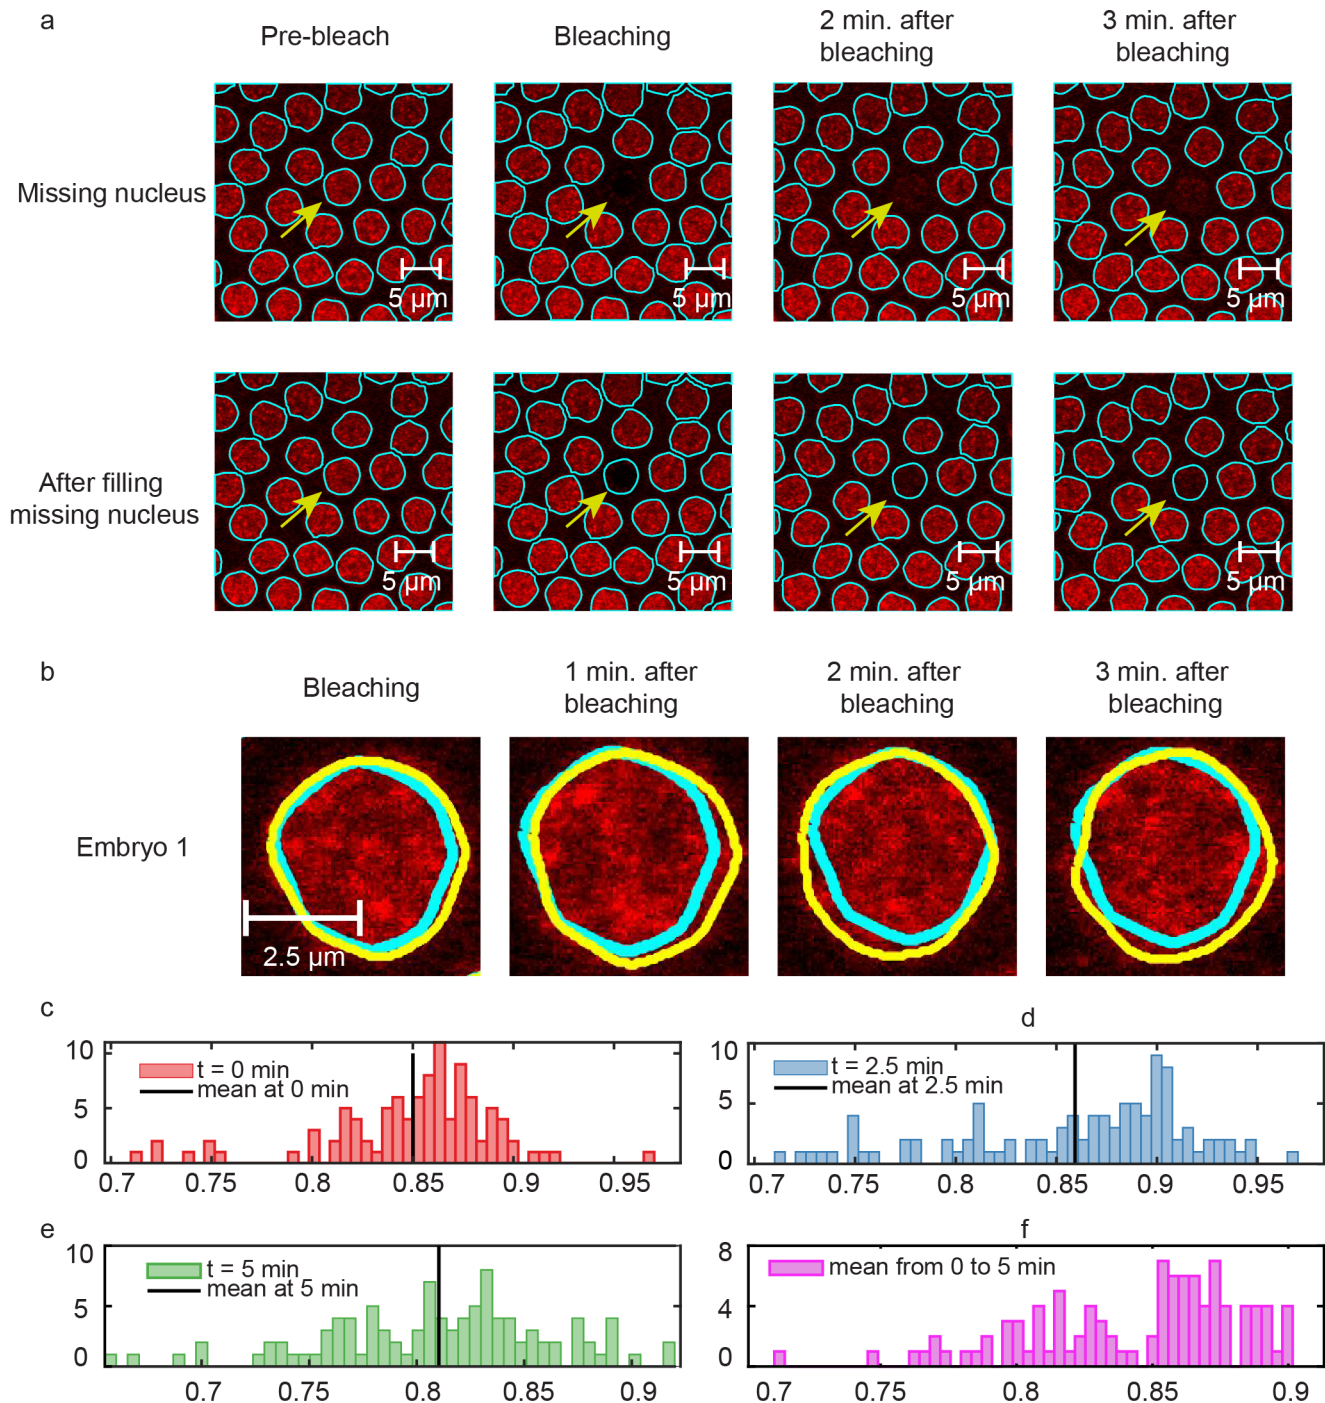 a
Pre-bleach
Bleaching
2 min. after
bleaching
3 min. after
bleaching
Missing nucleus
5 µm
5 µm
5 µm
5 µm
After filling
missing nucleus
5 µm
5 µm
5 µm
5 µm
b
Bleaching
1 min. after
bleaching
2 min. after
bleaching
3 min. after
bleaching
Embryo 1
2.5 µm
c
10
5
0
t = 0 min
mean at 0 min
0.7 0.75 0.8 0.85 0.9 0.95
d
10
5
0
t = 2.5 min
mean at 2.5 min
0.7 0.75 0.8 0.85 0.9 0.95
e
10
5
0
t = 5 min
mean at 5 min
0.7 0.75 0.8 0.85 0.9
f
8
4
0
mean from 0 to 5 min
0.7 0.75 0.8 0.85 0.9